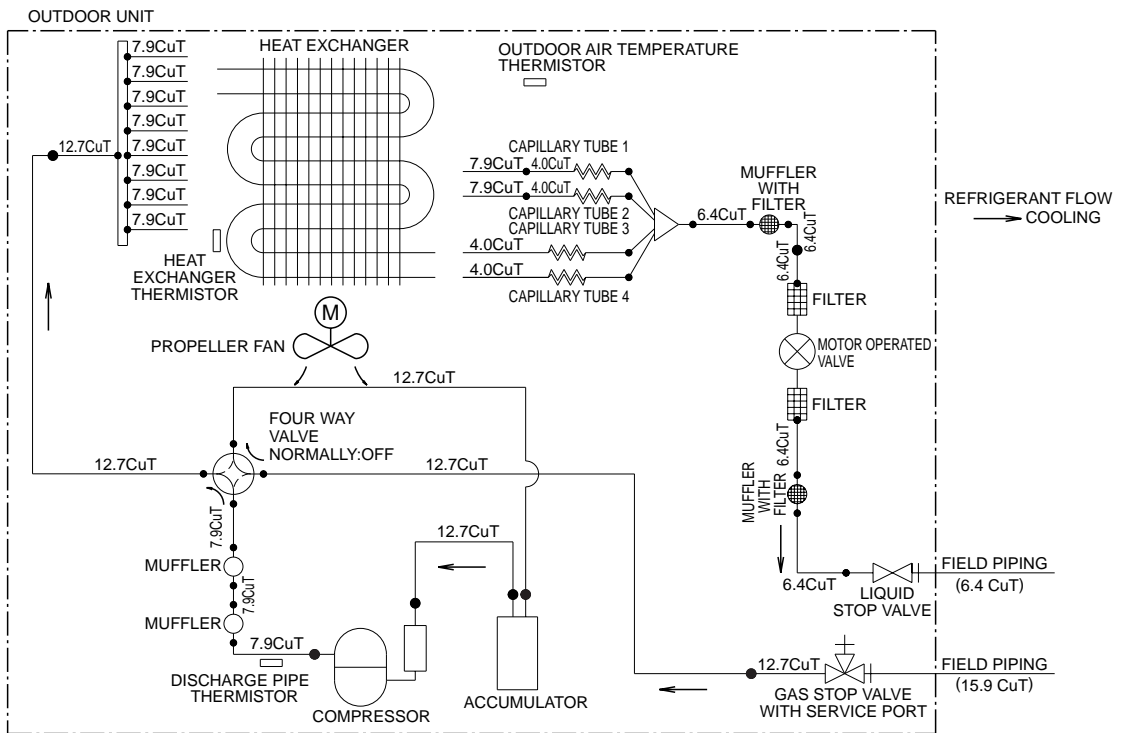 OUTDOOR UNIT
7.9CuT
7.9CuT
7.9CuT
7.9CuT
7.9CuT
7.9CuT
7.9CuT
7.9CuT
12.7CuT
HEAT EXCHANGER
HEAT
EXCHANGER
THERMISTOR
OUTDOOR AIR TEMPERATURE
THERMISTOR
CAPILLARY TUBE 1
7.9CuT
4.0CuT
7.9CuT
4.0CuT
CAPILLARY TUBE 2
CAPILLARY TUBE 3
4.0CuT
4.0CuT
CAPILLARY TUBE 4
6.4CuT
MUFFLER
WITH
FILTER
6.4CuT
6.4CuT
REFRIGERANT FLOW
COOLING
FILTER
MOTOR OPERATED
VALVE
FILTER
6.4CuT
MUFFLER
WITH
FILTER
6.4CuT
LIQUID
STOP VALVE
FIELD PIPING
(6.4 CuT)
M
PROPELLER FAN
12.7CuT
FOUR WAY
VALVE
NORMALLY:OFF
12.7CuT
12.7CuT
7.9CuT
MUFFLER
7.9CuT
MUFFLER
7.9CuT
DISCHARGE PIPE
THERMISTOR
COMPRESSOR
12.7CuT
ACCUMULATOR
12.7CuT
GAS STOP VALVE
WITH SERVICE PORT
FIELD PIPING
(15.9 CuT)